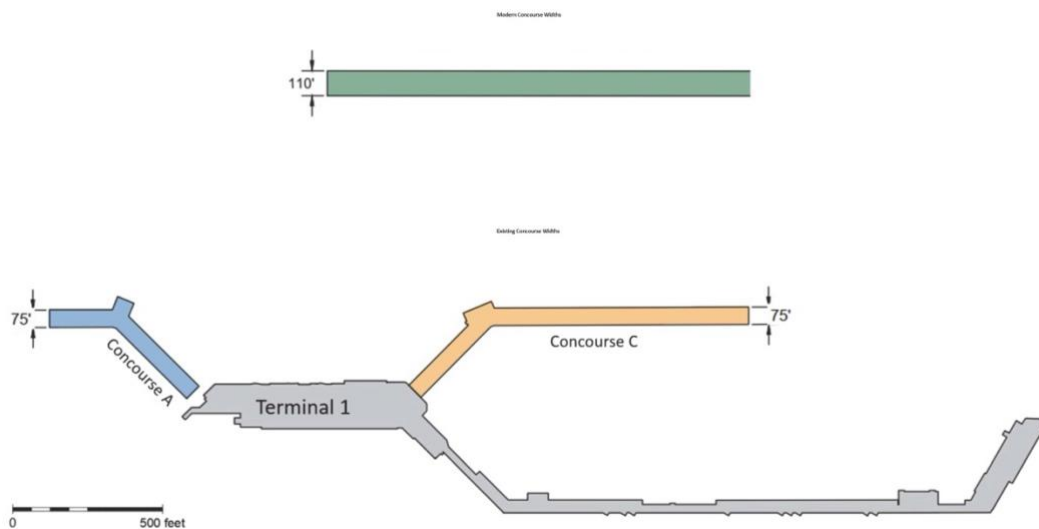 Modern Concourse Widths
110'
Existing Concourse Widths
75'
75'
Concourse A
Concourse C
Terminal 1
0
500 feet